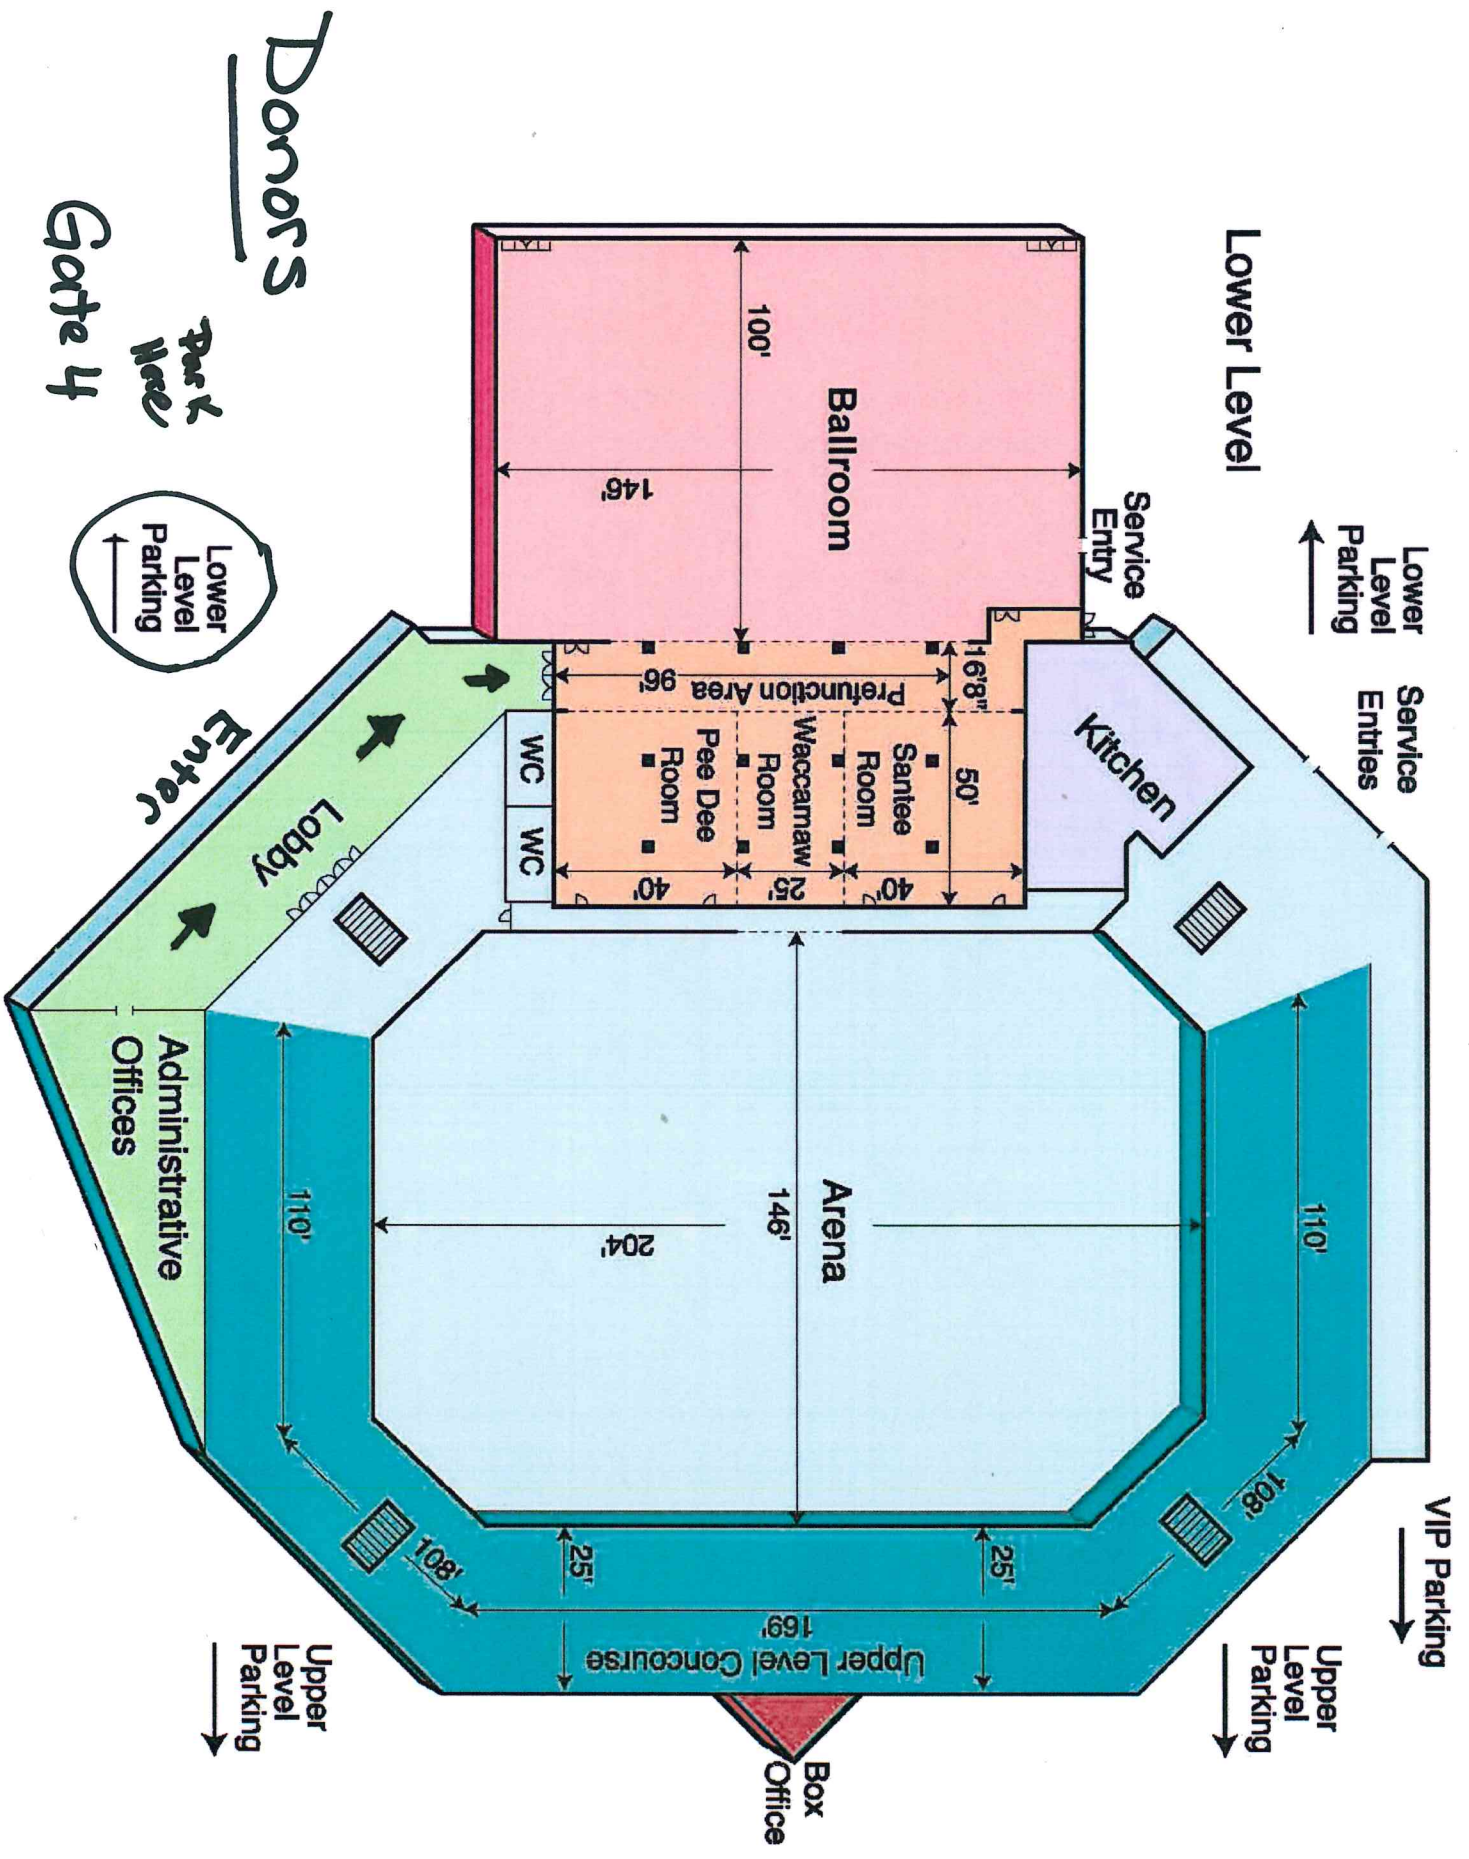 Lower Level
Lower
Level
Parking
Service
Entries
VIP Parking
Upper
Level
Parking
Service
Entry
Ballroom
100'
146'
16'8"
Prefunction Area
96'
50'
Santee
Room
Waccamaw
Room
Pee Dee
Room
40'
25'
40'
Kitchen
WC
WC
Arena
146'
204'
110'
110'
108'
108'
25'
25'
169'
Upper Level Concourse
Box
Office
Lobby
Administrative
Offices
Enter
Upper
Level
Parking
Lower
Level
Parking
Donors
Park
Here
Gate 4